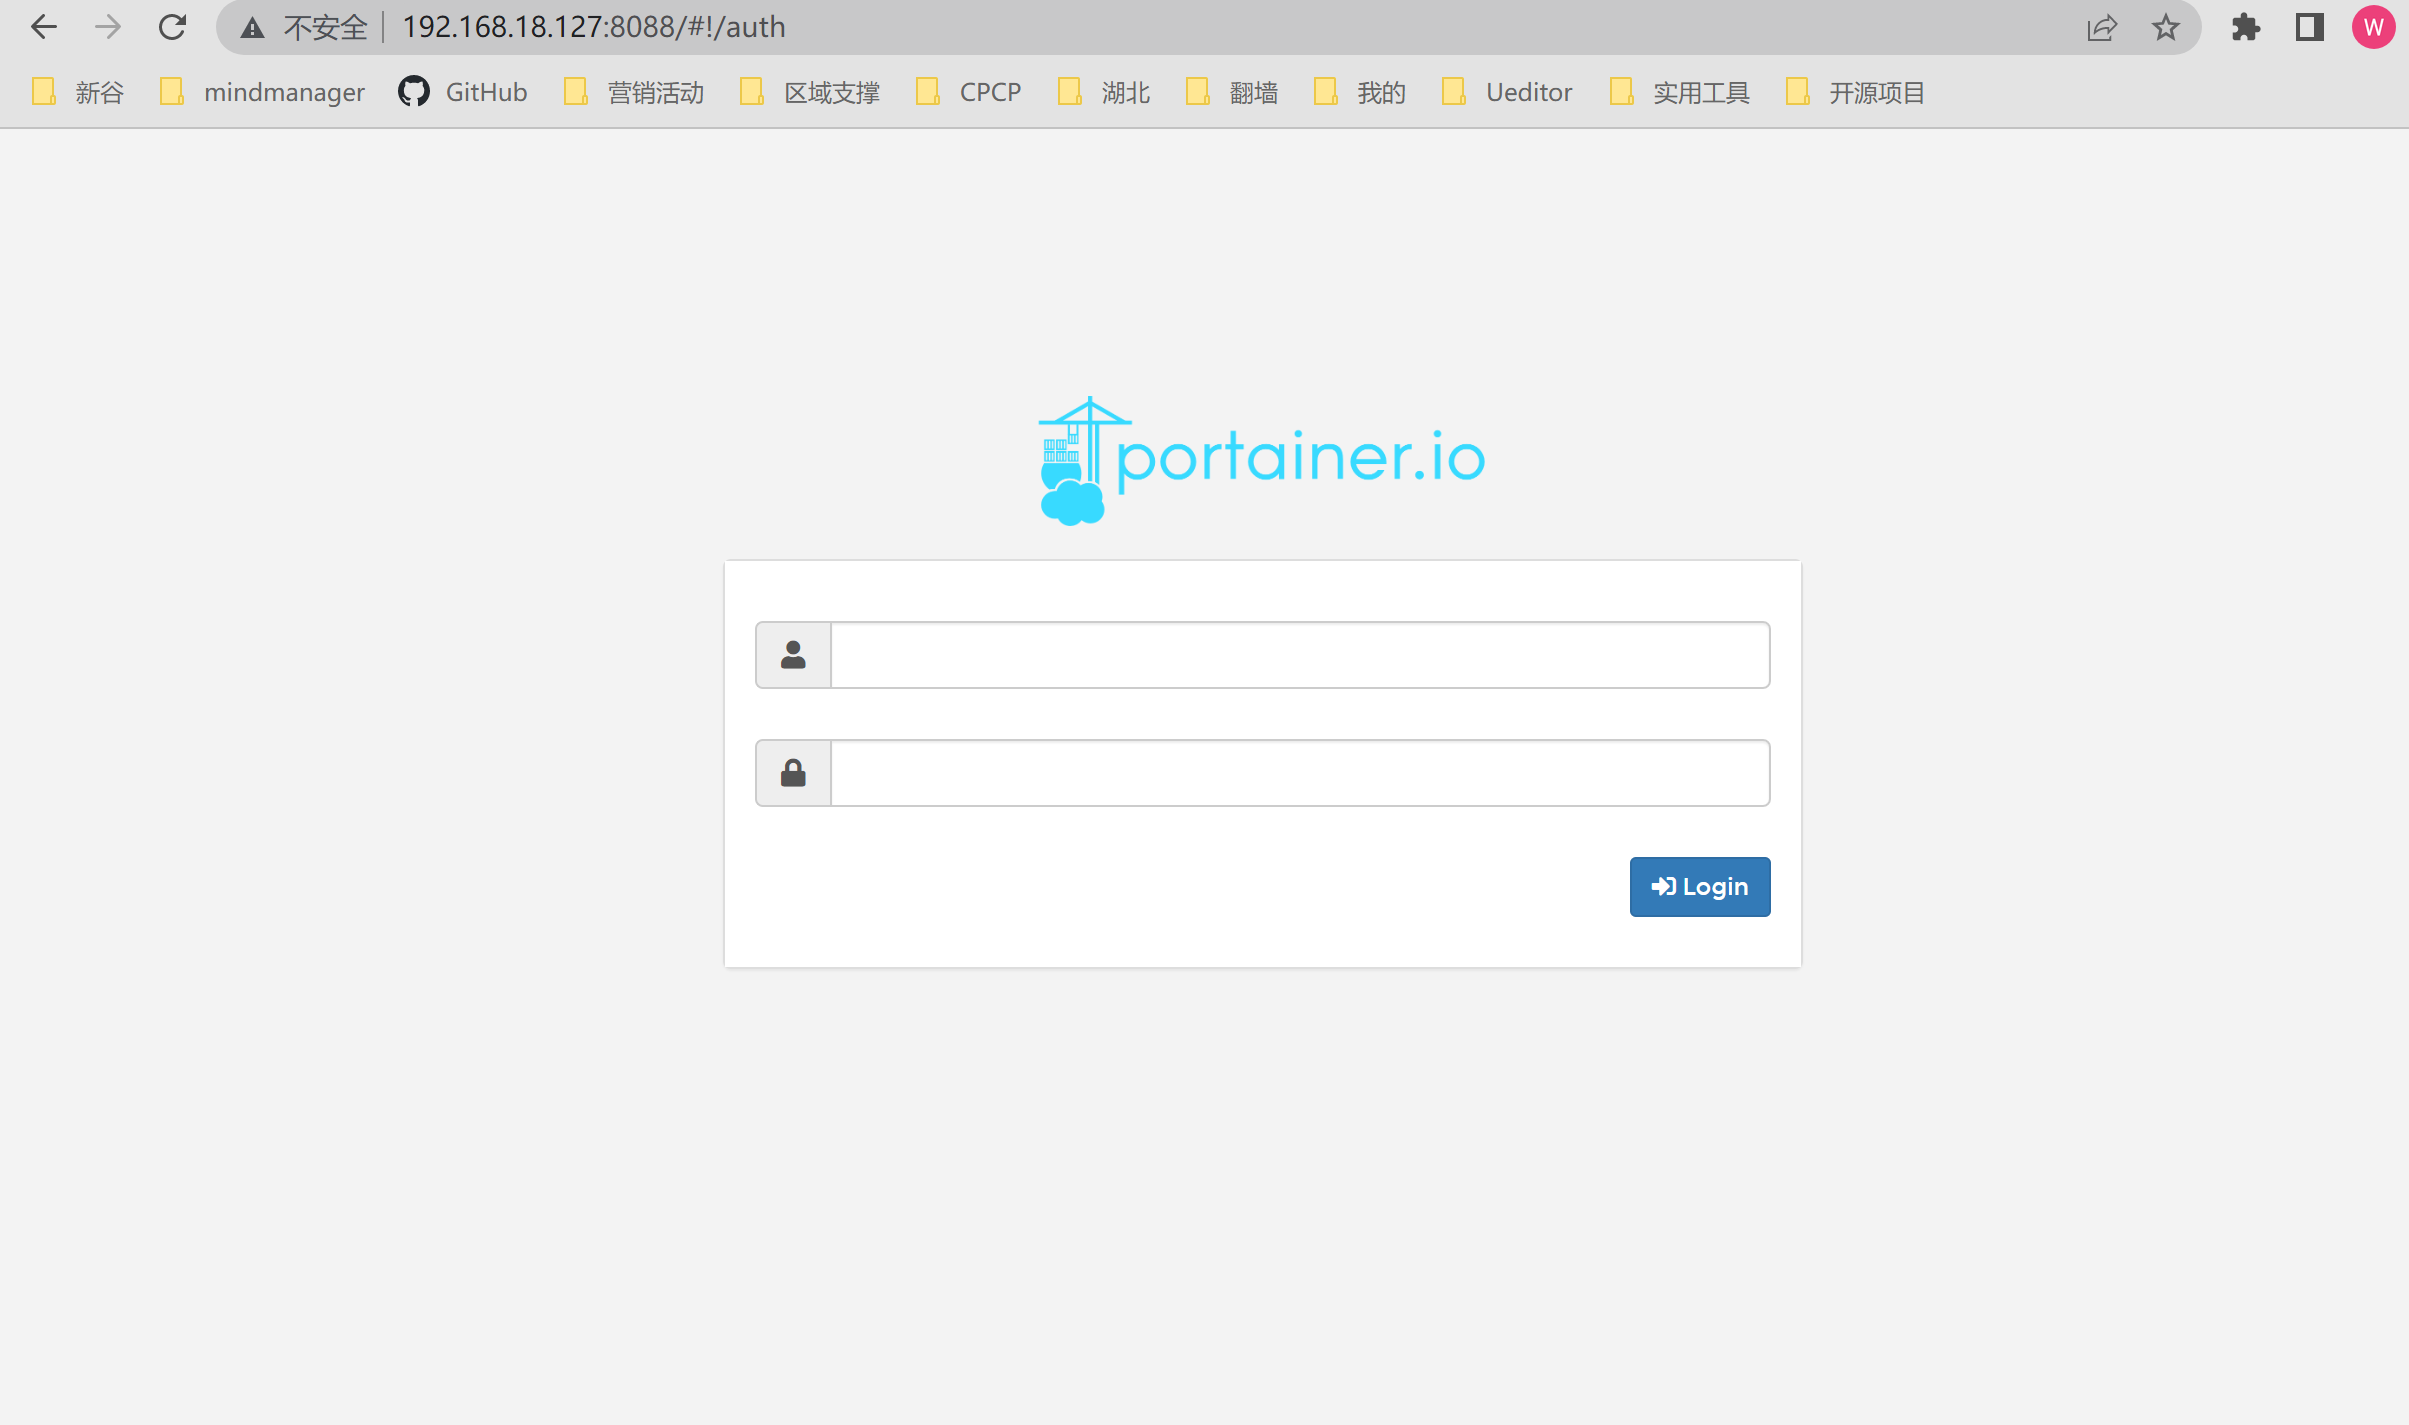 不安全 192.168.18.127:8088/#!/auth
W
新谷 mindmanager GitHub 营销活动 区域支撑 CPCP 湖北 翻墙 我的 Ueditor 实用工具 开源项目
portainer.io
Login